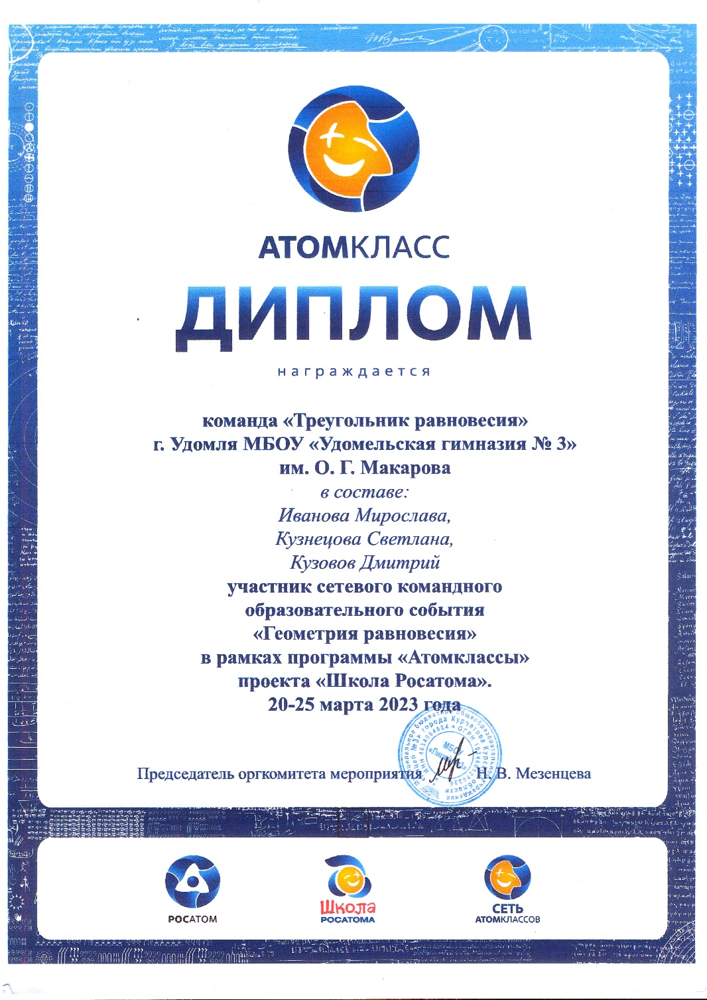 АТОМКЛАСС
ДИПЛОМ
награждается
команда «Треугольник равновесия»
г. Удомля МБОУ «Удомельская гимназия № 3»
им. О. Г. Макарова
в составе:
Иванова Мирослава,
Кузнецова Светлана,
Кузовов Дмитрий
участник сетевого командного
образовательного события
«Геометрия равновесия»
в рамках программы «Атомклассы»
проекта «Школа Росатома».
20-25 марта 2023 года
Председатель оргкомитета мероприятия Н. В. Мезенцева
МБОУ
РОСАТОМ
Школа
РОСАТОМА
СЕТЬ
АТОМКЛАССОВ